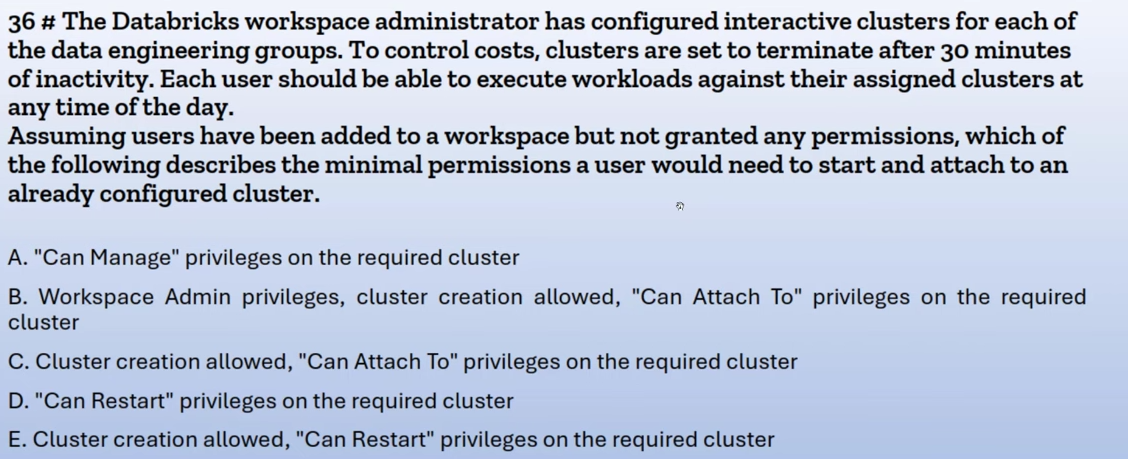 36 # The Databricks workspace administrator has configured interactive clusters for each of
the data engineering groups. To control costs, clusters are set to terminate after 30 minutes
of inactivity. Each user should be able to execute workloads against their assigned clusters at
any time of the day.
Assuming users have been added to a workspace but not granted any permissions, which of
the following describes the minimal permissions a user would need to start and attach to an
already configured cluster.
A. "Can Manage" privileges on the required cluster
B. Workspace Admin privileges, cluster creation allowed, "Can Attach To" privileges on the required
cluster
C. Cluster creation allowed, "Can Attach To" privileges on the required cluster
D. "Can Restart" privileges on the required cluster
E. Cluster creation allowed, "Can Restart" privileges on the required cluster